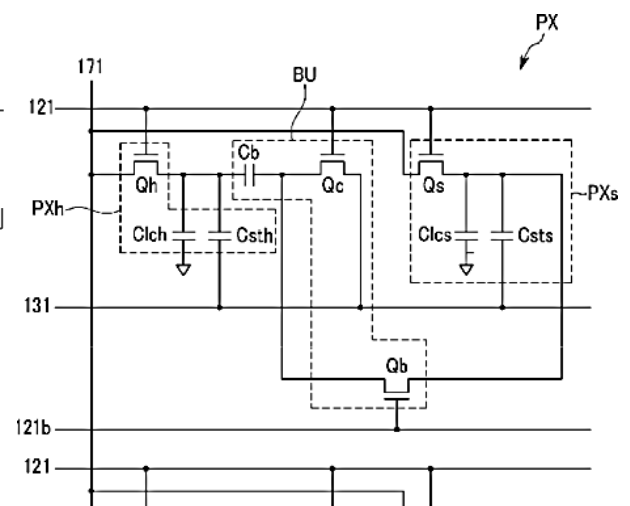 PX
171
BU
121
Cb
Qh
Qc
Qs
PXh
PXs
Clch
Csth
Clcs
Csts
131
Qb
121b
121